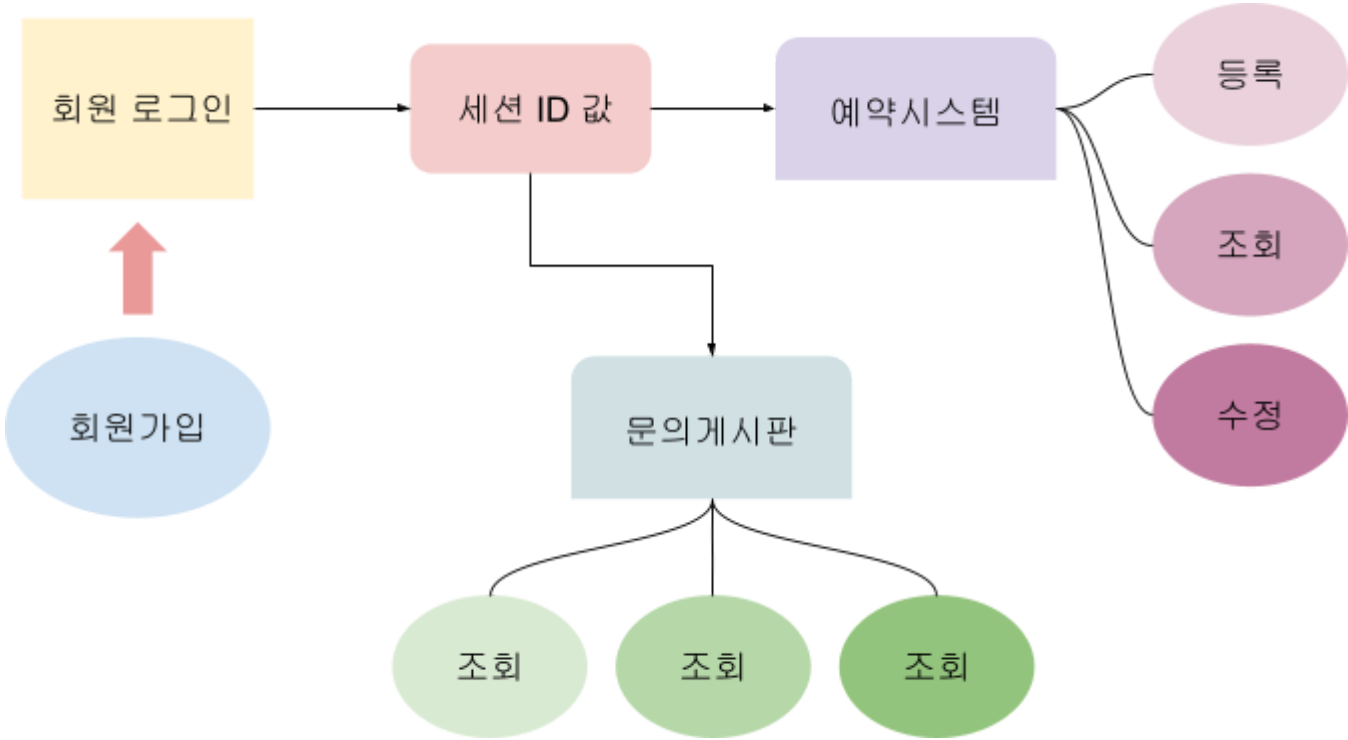 회원 로그인
세션 ID 값
예약시스템
등록
조회
수정
회원가입
문의게시판
조회
조회
조회